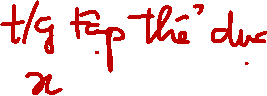 t/g tập thể dục
x